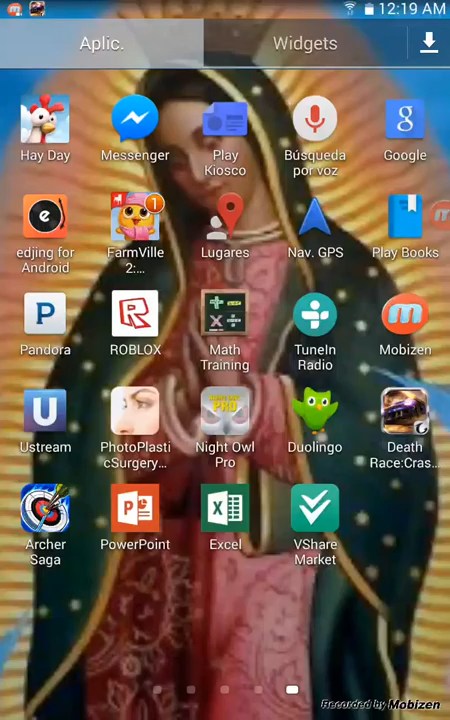 12:19 AM
Aplic.
Widgets
Hay Day
Messenger
Play
Kiosco
Búsqueda
por voz
g
Google
e
edjing for
Android
1
FarmVille
2:...
Lugares
Nav. GPS
Play Books
P
Pandora
R
ROBLOX
Math
Training
TuneIn
Radio
m
Mobizen
U
Ustream
PhotoPlasti
cSurgery...
PRO
Night Owl
Pro
Duolingo
Death
Race:Cras...
Archer
Saga
P
PowerPoint
X
Excel
VShare
Market
Recorded by Mobizen